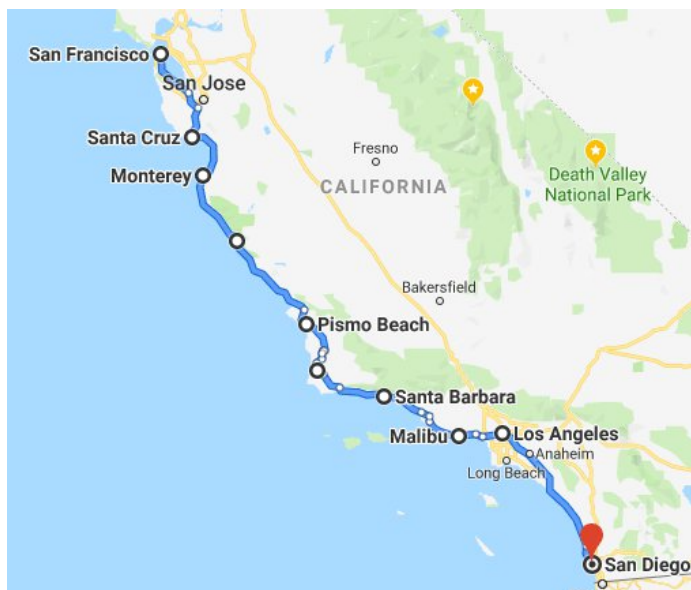 San Francisco
San Jose
Santa Cruz
Monterey
Fresno
CALIFORNIA
Death Valley
National Park
Bakersfield
Pismo Beach
Santa Barbara
Malibu
Los Angeles
Anaheim
Long Beach
San Diego